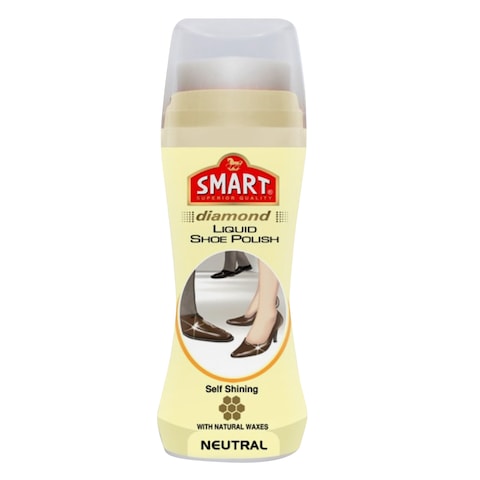 SMART®
SUPERIOR QUALITY
diamond
LIQUID
SHOE POLISH
Self Shining
WITH NATURAL WAXES
NEUTRAL